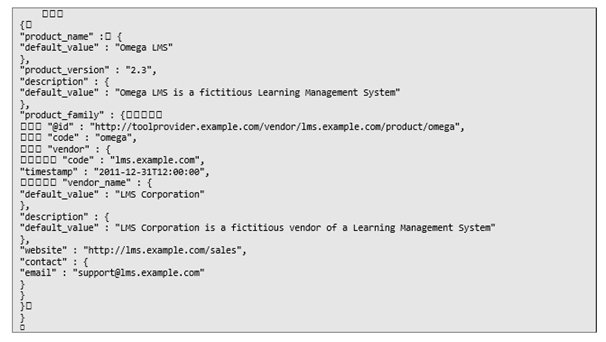 □□□
{□
"product_name" :□ {
"default_value" : "Omega LMS"
},
"product_version" : "2.3",
"description" : {
"default_value" : "Omega LMS is a fictitious Learning Management System"
},
"product_family" : {□□□□□
□□□ "@id" : "http://toolprovider.example.com/vendor/lms.example.com/product/omega",
□□□ "code" : "omega",
□□□ "vendor" : {
□□□□□ "code" : "lms.example.com",
"timestamp" : "2011-12-31T12:00:00",
□□□□□ "vendor_name" : {
"default_value" : "LMS Corporation"
},
"description" : {
"default_value" : "LMS Corporation is a fictitious vendor of a Learning Management System"
},
"website" : "http://lms.example.com/sales",
"contact" : {
"email" : "support@lms.example.com"
}
}
}□
}
□